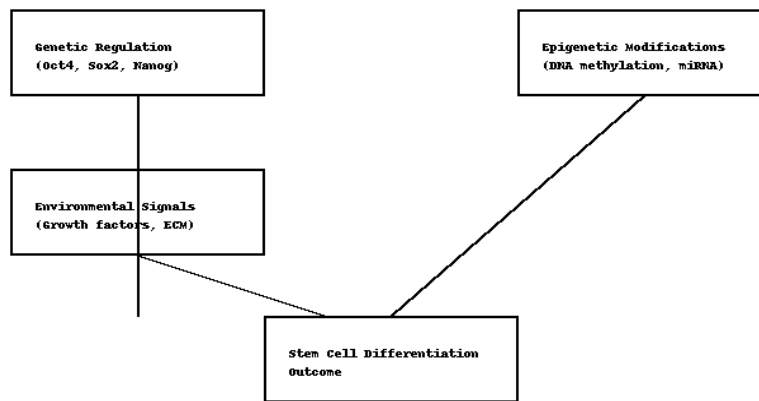 Genetic Regulation
(Oct4, Sox2, Nanog)
Epigenetic Modifications
(DNA methylation, miRNA)
Environmental Signals
(Growth factors, ECM)
Stem Cell Differentiation
Outcome